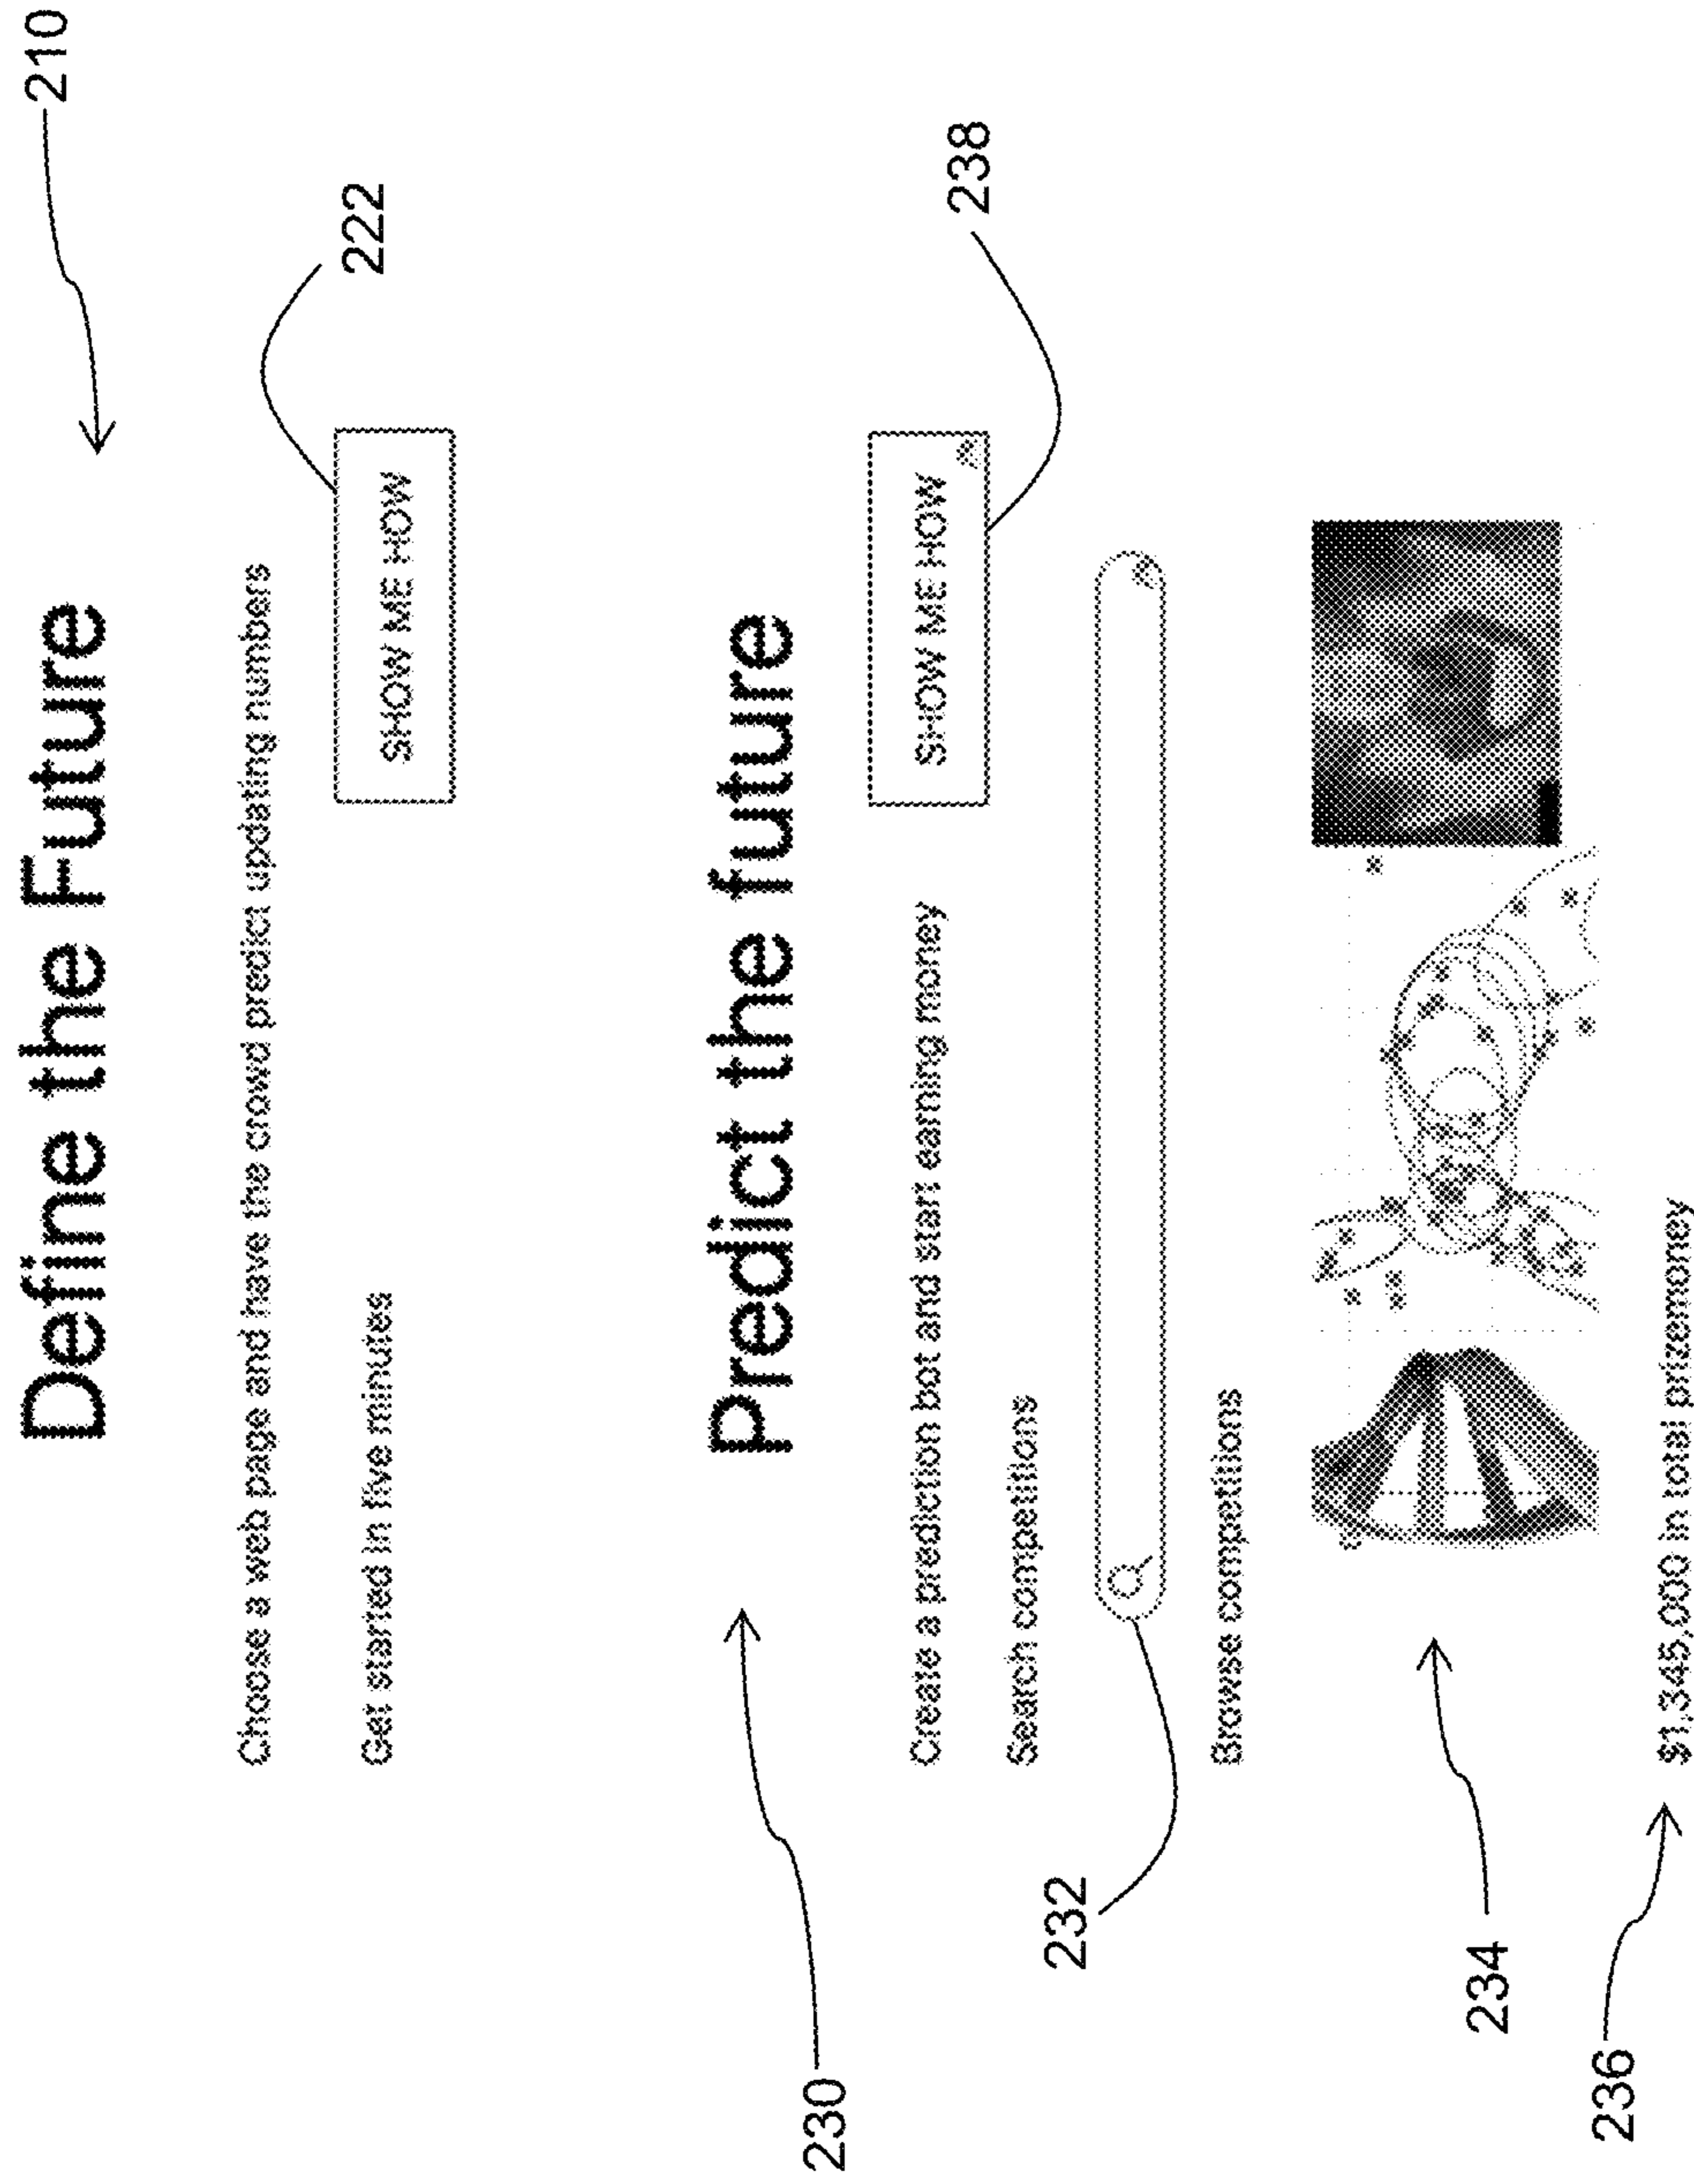 210
Define the Future
Choose a web page and have the crowd predict updating numbers
222
Get started in five minutes
SHOW ME HOW
230
Predict the future
Create a prediction bot and start earning money
SHOW ME HOW
238
Search competitions
232
Browse competitions
234
236
$1,345,000 in total prizemoney